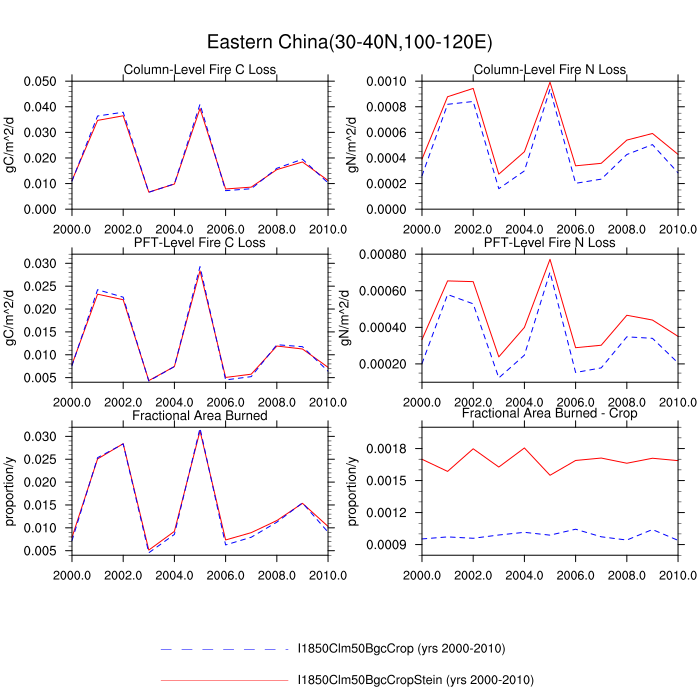 Eastern China(30-40N,100-120E)
Column-Level Fire C Loss
gC/m^2/d
0.050
0.040
0.030
0.020
0.010
0.000
2000.0 2002.0 2004.0 2006.0 2008.0 2010.0
Column-Level Fire N Loss
gN/m^2/d
0.0010
0.0008
0.0006
0.0004
0.0002
0.0000
2000.0 2002.0 2004.0 2006.0 2008.0 2010.0
PFT-Level Fire C Loss
gC/m^2/d
0.030
0.025
0.020
0.015
0.010
0.005
2000.0 2002.0 2004.0 2006.0 2008.0 2010.0
PFT-Level Fire N Loss
gN/m^2/d
0.00080
0.00060
0.00040
0.00020
2000.0 2002.0 2004.0 2006.0 2008.0 2010.0
Fractional Area Burned
proportion/y
0.030
0.025
0.020
0.015
0.010
0.005
2000.0 2002.0 2004.0 2006.0 2008.0 2010.0
Fractional Area Burned - Crop
proportion/y
0.0018
0.0015
0.0012
0.0009
2000.0 2002.0 2004.0 2006.0 2008.0 2010.0
I1850Clm50BgcCrop (yrs 2000-2010)
I1850Clm50BgcCropStein (yrs 2000-2010)